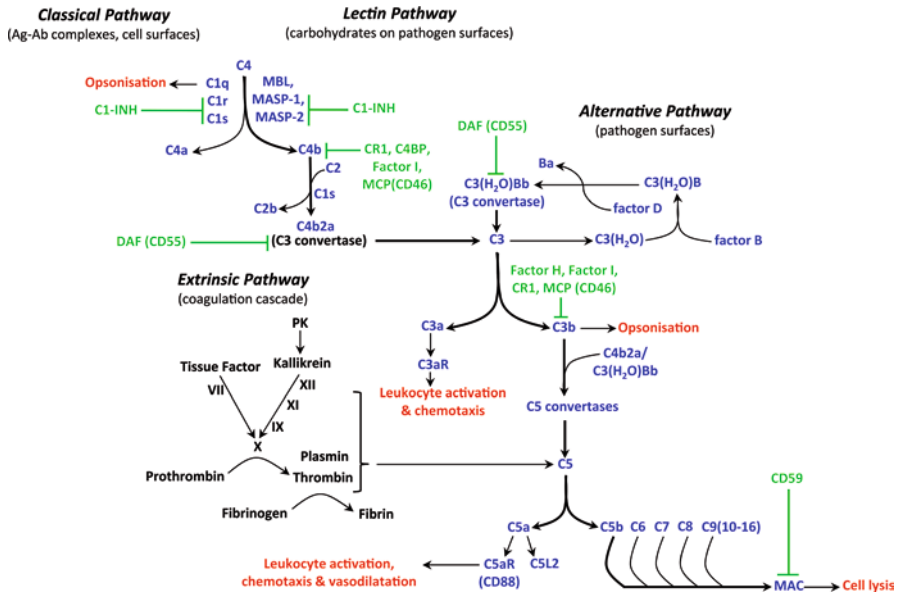 Classical Pathway
(Ag-Ab complexes, cell surfaces)
Lectin Pathway
(carbohydrates on pathogen surfaces)
C4
Opsonisation
C1q
C1r
C1s
C1-INH
MBL,
MASP-1,
MASP-2
C1-INH
C4a
C4b
CR1, C4BP,
Factor I,
MCP(CD46)
C2
C1s
C2b
C4b2a
(C3 convertase)
DAF (CD55)
Alternative Pathway
(pathogen surfaces)
DAF (CD55)
Ba
C3(H₂O)Bb
(C3 convertase)
C3(H₂O)B
factor D
C3
C3(H₂O)
factor B
Extrinsic Pathway
(coagulation cascade)
PK
Kallikrein
Tissue Factor
VII
XII
XI
IX
X
Plasmin
Prothrombin
Thrombin
Fibrinogen
Fibrin
Factor H, Factor I,
CR1, MCP (CD46)
C3a
C3b
Opsonisation
C3aR
C4b2a/
C3(H₂O)Bb
Leukocyte activation
& chemotaxis
C5 convertases
C5
CD59
C5a
C5b
C6
C7
C8
C9(10-16)
Leukocyte activation,
chemotaxis & vasodilatation
C5aR
(CD88)
C5L2
MAC
Cell lysis